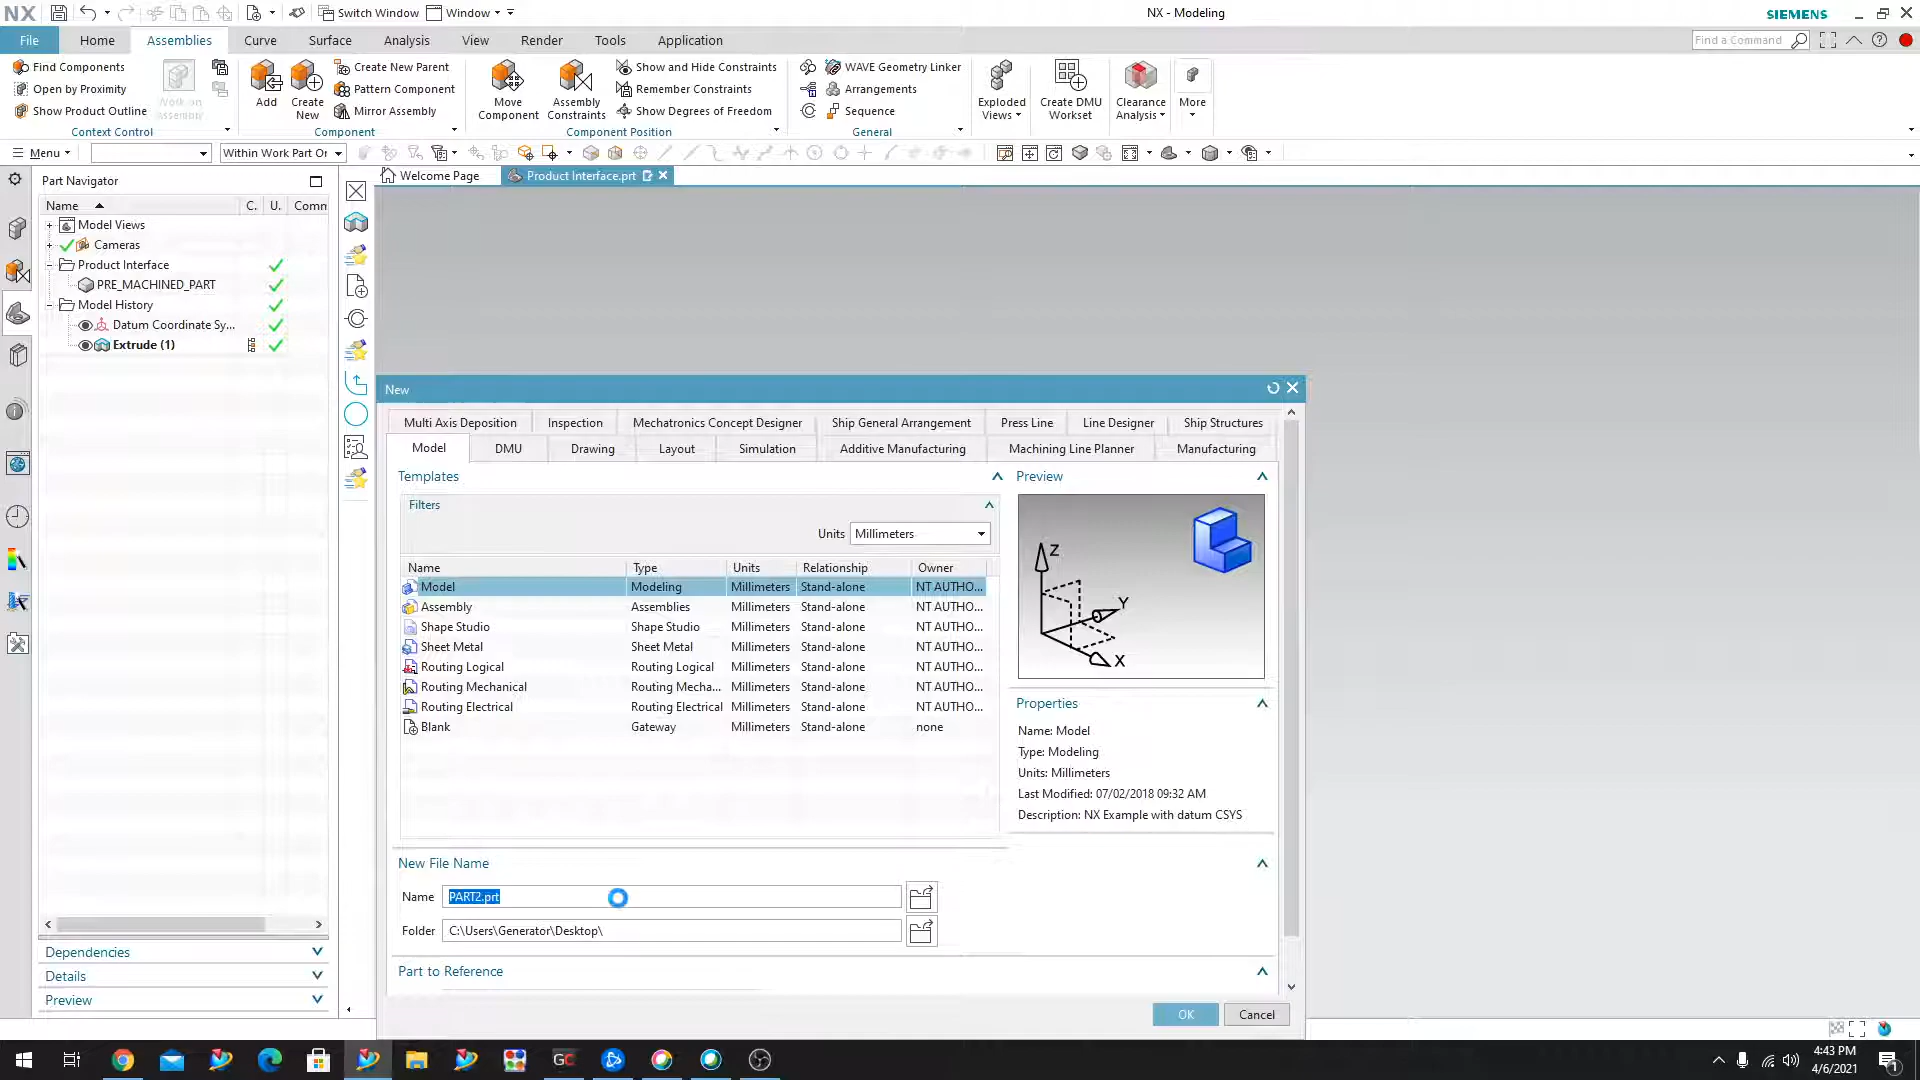 NX
Switch Window
Window
NX - Modeling
SIEMENS
File
Home
Assemblies
Curve
Surface
Analysis
View
Render
Tools
Application
Find a Command
Find Components
Open by Proximity
Show Product Outline
Work on Assembly
Context Control
Add
Create New
Create New Parent
Pattern Component
Mirror Assembly
Component
Move Component
Assembly Constraints
Show and Hide Constraints
Remember Constraints
Show Degrees of Freedom
Component Position
WAVE Geometry Linker
Arrangements
Sequence
General
Exploded Views
Create DMU Workset
Clearance Analysis
More
Menu
Within Work Part Or
Part Navigator
Welcome Page
Product Interface.prt
Name C. U. Comm
Model Views
Cameras
Product Interface
PRE_MACHINED_PART
Model History
Datum Coordinate Sy...
Extrude (1)
Dependencies
Details
Preview
New
Multi Axis Deposition
Inspection
Mechatronics Concept Designer
Ship General Arrangement
Press Line
Line Designer
Ship Structures
Model
DMU
Drawing
Layout
Simulation
Additive Manufacturing
Machining Line Planner
Manufacturing
Templates
Filters
Units Millimeters
Name Type Units Relationship Owner
Model Modeling Millimeters Stand-alone NT AUTHO...
Assembly Assemblies Millimeters Stand-alone NT AUTHO...
Shape Studio Shape Studio Millimeters Stand-alone NT AUTHO...
Sheet Metal Sheet Metal Millimeters Stand-alone NT AUTHO...
Routing Logical Routing Logical Millimeters Stand-alone NT AUTHO...
Routing Mechanical Routing Mecha... Millimeters Stand-alone NT AUTHO...
Routing Electrical Routing Electrical Millimeters Stand-alone NT AUTHO...
Blank Gateway Millimeters Stand-alone none
Preview
Z
Y
X
Properties
Name: Model
Type: Modeling
Units: Millimeters
Last Modified: 07/02/2018 09:32 AM
Description: NX Example with datum CSYS
New File Name
Name PART2.prt
Folder C:\Users\Generator\Desktop\
Part to Reference
OK
Cancel
GC
4:43 PM
4/6/2021
1